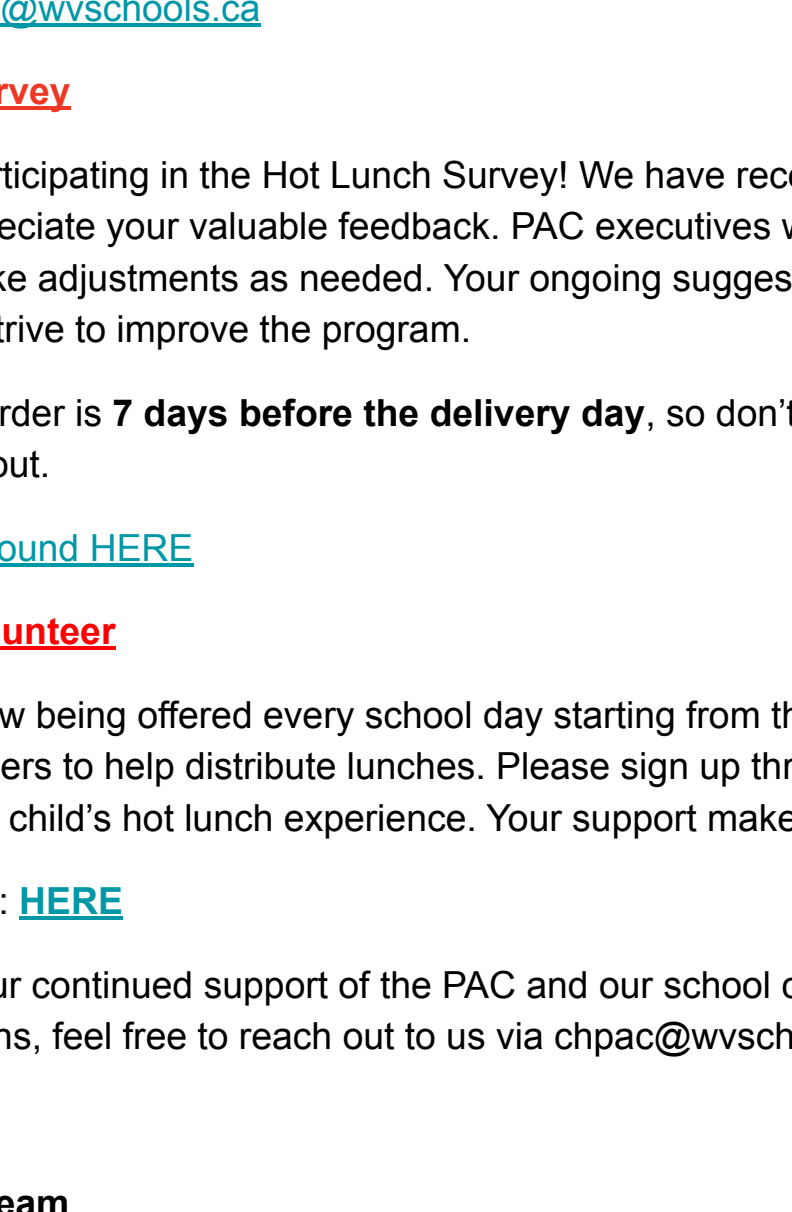 @wvschools.ca
rvey
rticipating in the Hot Lunch Survey! We have rece
eciate your valuable feedback. PAC executives w
ke adjustments as needed. Your ongoing sugges
trive to improve the program.
rder is 7 days before the delivery day, so don't
out.
ound HERE
unteer
w being offered every school day starting from th
ers to help distribute lunches. Please sign up thr
child's hot lunch experience. Your support make
: HERE
ur continued support of the PAC and our school c
ns, feel free to reach out to us via chpac@wvsch
eam